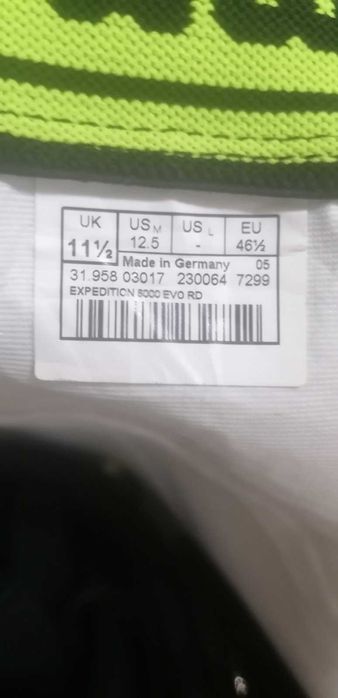 UK US M US L EU
11½ 12.5 - 46½
Made in Germany 05
31.958 03017 230064 7299
EXPEDITION 8000 EVO RD